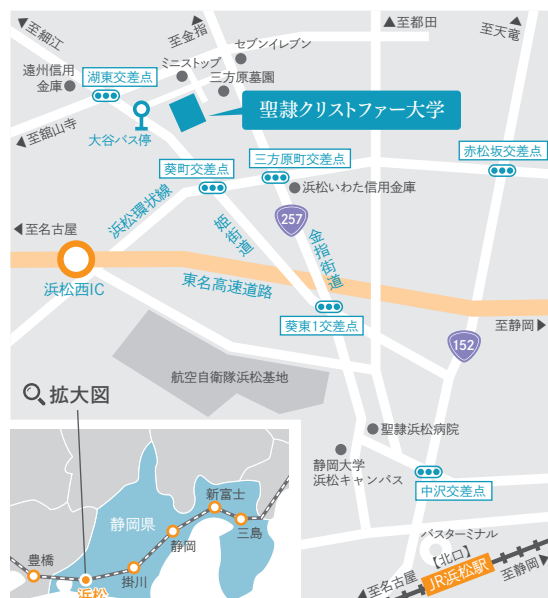 至細江
至金指
セブンイレブン
至都田
至天竜
ミニストップ
遠州信用
金庫
湖東交差点
三方原墓園
聖隷クリストファー大学
大谷バス停
至舘山寺
葵町交差点
三方原町交差点
赤松坂交差点
浜松いわた信用金庫
浜松環状線
姫街道
257
金指街道
至名古屋
浜松西IC
東名高速道路
葵東1交差点
至静岡
152
航空自衛隊浜松基地
拡大図
聖隷浜松病院
静岡大学
浜松キャンパス
中沢交差点
バスターミナル
【北口】
JR浜松駅
至名古屋
至静岡
静岡県
新富士
三島
静岡
掛川
豊橋
浜松